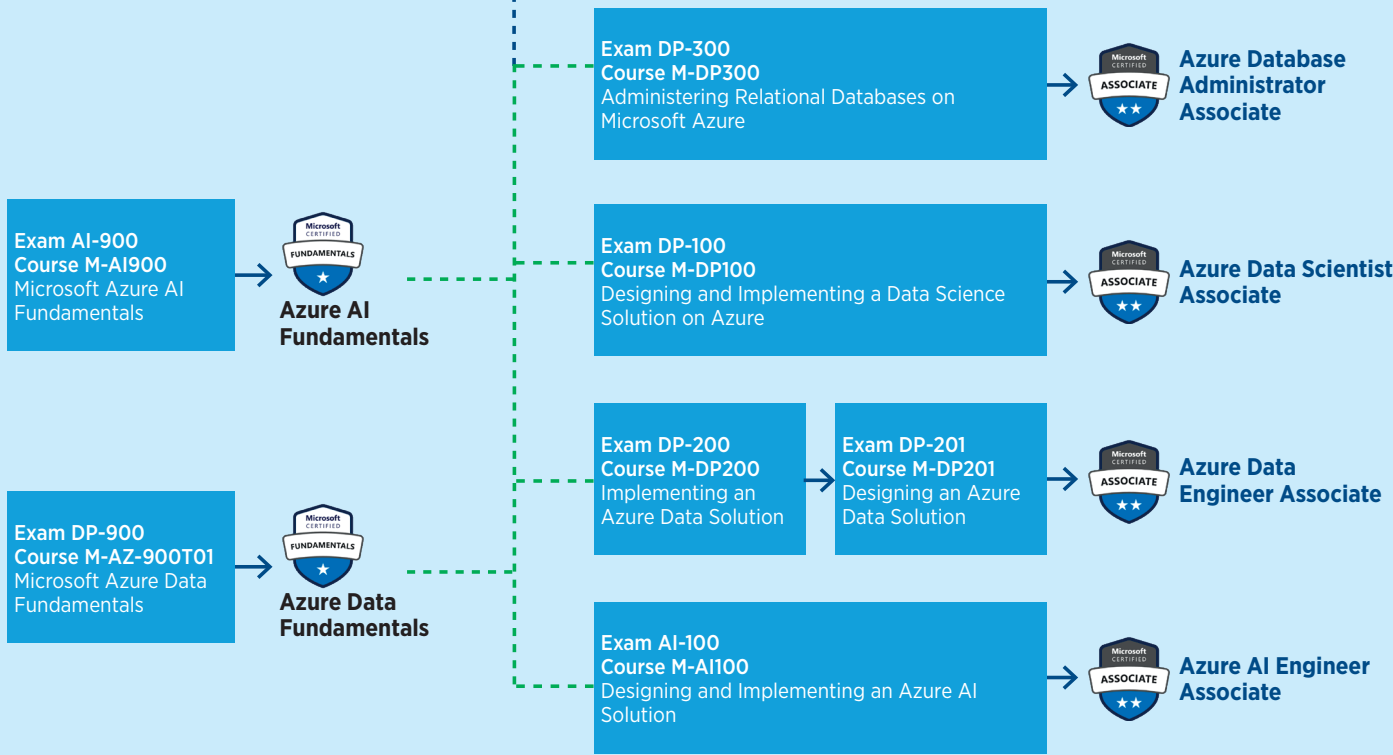 Exam DP-300
Course M-DP300
Administering Relational Databases on
Microsoft Azure
Microsoft
CERTIFIED
ASSOCIATE
Azure Database
Administrator
Associate
Exam AI-900
Course M-AI900
Microsoft Azure AI
Fundamentals
Microsoft
CERTIFIED
FUNDAMENTALS
Azure AI
Fundamentals
Exam DP-100
Course M-DP100
Designing and Implementing a Data Science
Solution on Azure
Microsoft
CERTIFIED
ASSOCIATE
Azure Data Scientist
Associate
Exam DP-200
Course M-DP200
Implementing an
Azure Data Solution
Exam DP-201
Course M-DP201
Designing an Azure
Data Solution
Microsoft
CERTIFIED
ASSOCIATE
Azure Data
Engineer Associate
Exam DP-900
Course M-AZ-900T01
Microsoft Azure Data
Fundamentals
Microsoft
CERTIFIED
FUNDAMENTALS
Azure Data
Fundamentals
Exam AI-100
Course M-AI100
Designing and Implementing an Azure AI
Solution
Microsoft
CERTIFIED
ASSOCIATE
Azure AI Engineer
Associate